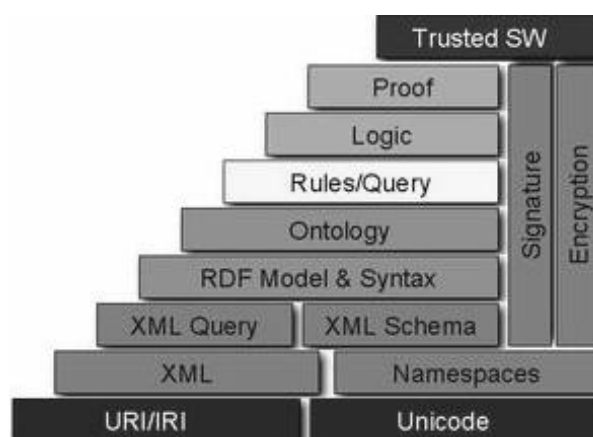 Trusted SW
Proof
Logic
Rules/Query
Ontology
RDF Model & Syntax
XML Query XML Schema
XML Namespaces
URI/IRI Unicode
Signature
Encryption